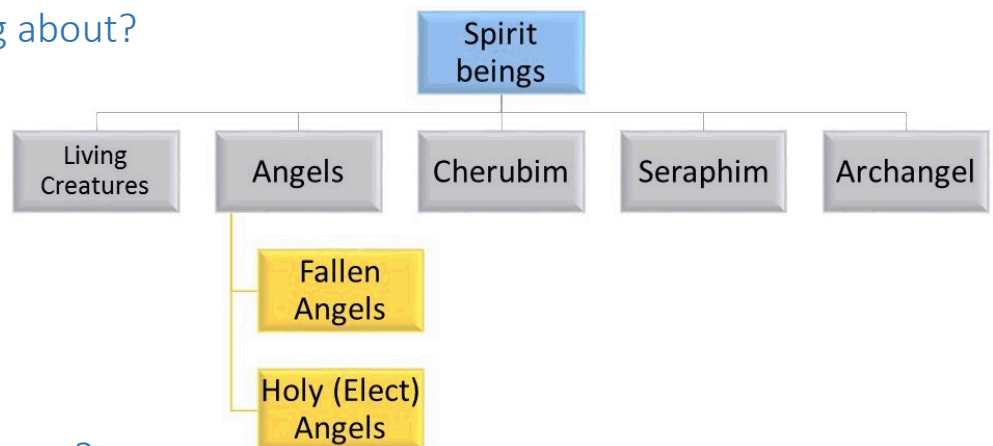 about?
Spirit
beings
Living
Creatures
Angels
Cherubim
Seraphim
Archangel
Fallen
Angels
Holy (Elect)
Angels